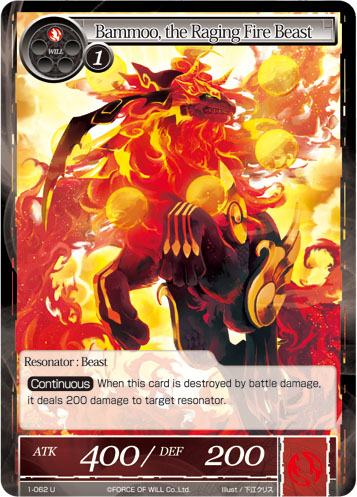 Bammoo, the Raging Fire Beast
WILL
1
Resonator : Beast
Continuous When this card is destroyed by battle damage,
it deals 200 damage to target resonator.
ATK 400 / DEF 200
1-062 U ©FORCE OF WILL Co.,Ltd. Illust / 下江クリス